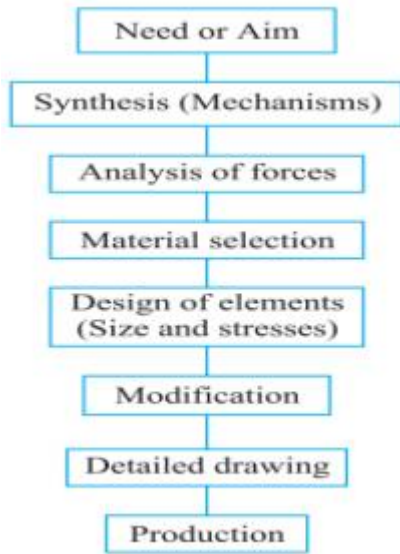 Need or Aim
Synthesis (Mechanisms)
Analysis of forces
Material selection
Design of elements
(Size and stresses)
Modification
Detailed drawing
Production